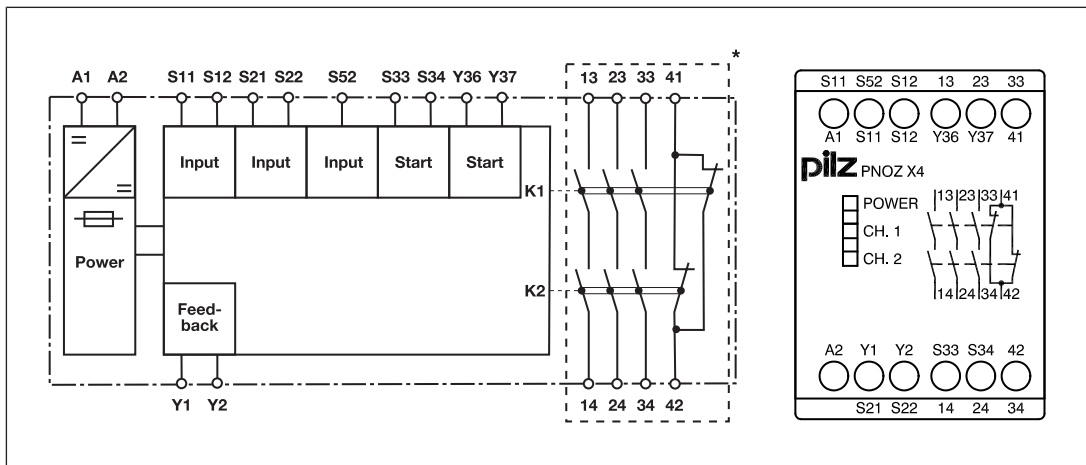 A1 A2 S11 S12 S21 S22 S52 S33 S34 Y36 Y37 13 23 33 41 *
Input Input Input Start Start
K1
Power
K2
Feed-
back
Y1 Y2 14 24 34 42
S11 S52 S12 13 23 33
A1 S11 S12 Y36 Y37 41
pilz PNOZ X4
POWER
CH. 1
CH. 2
13 23 33 41
14 24 34 42
A2 Y1 Y2 S33 S34 42
S21 S22 14 24 34